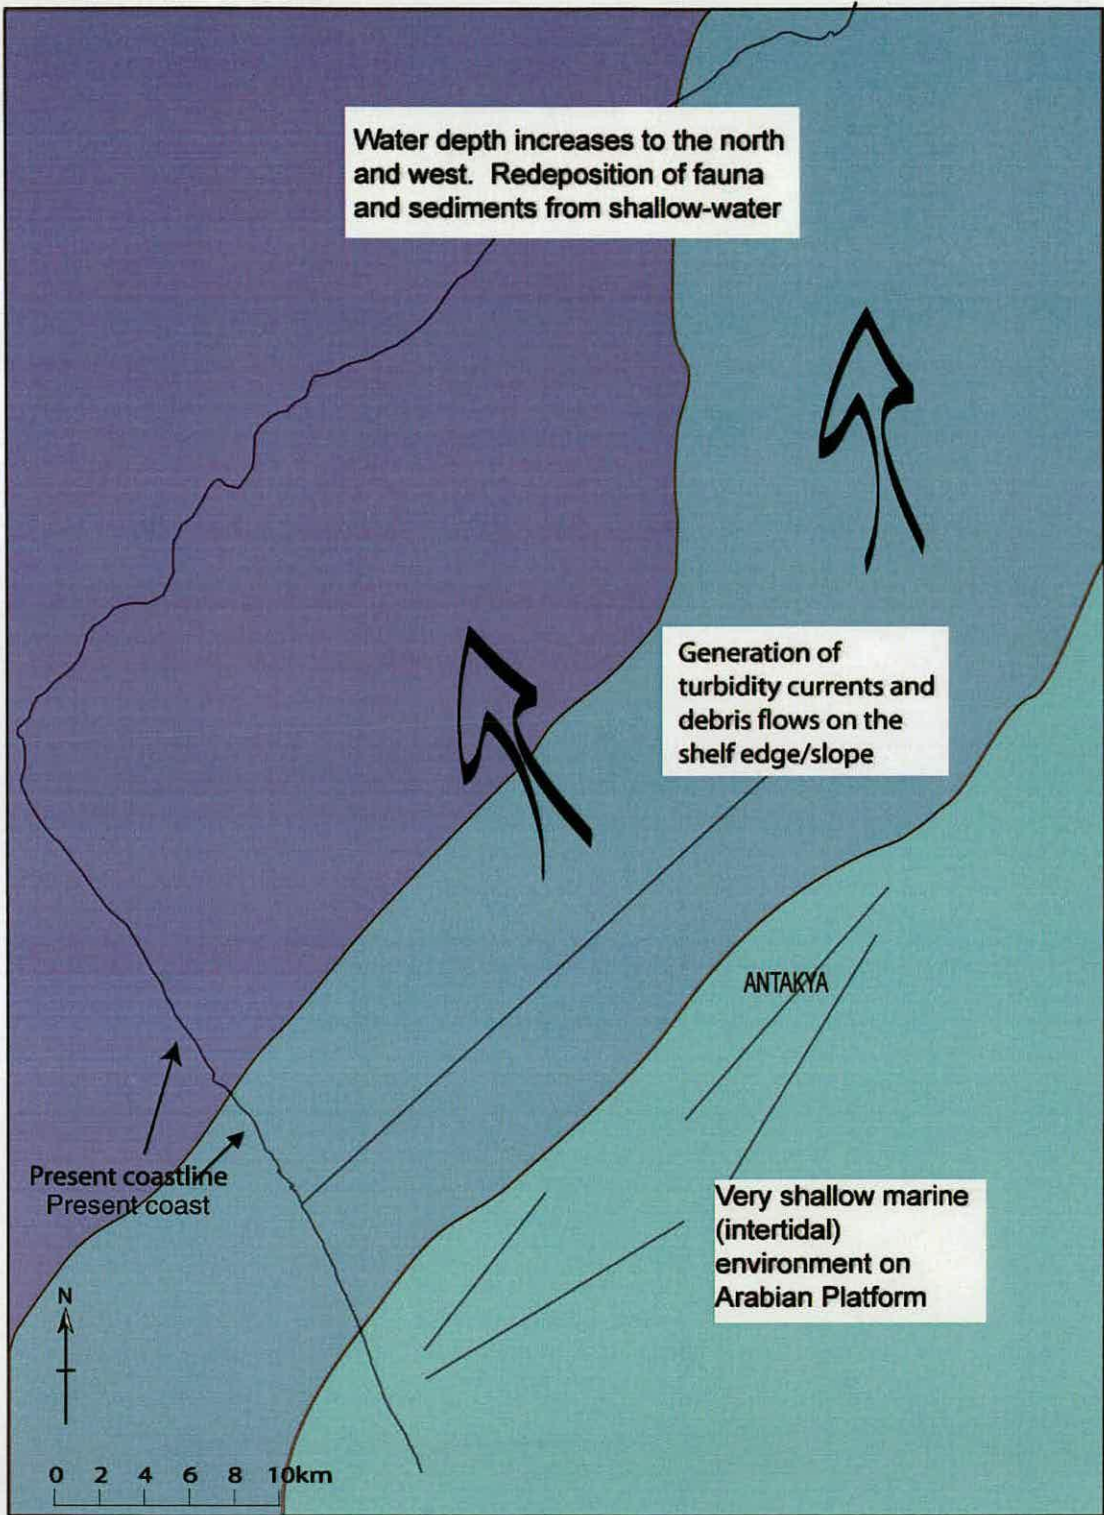 Water depth increases to the north
and west. Redeposition of fauna
and sediments from shallow-water
Generation of
turbidity currents and
debris flows on the
shelf edge/slope
ANTAKYA
Present coastline
Present coast
Very shallow marine
(intertidal)
environment on
Arabian Platform
N
0 2 4 6 8 10km